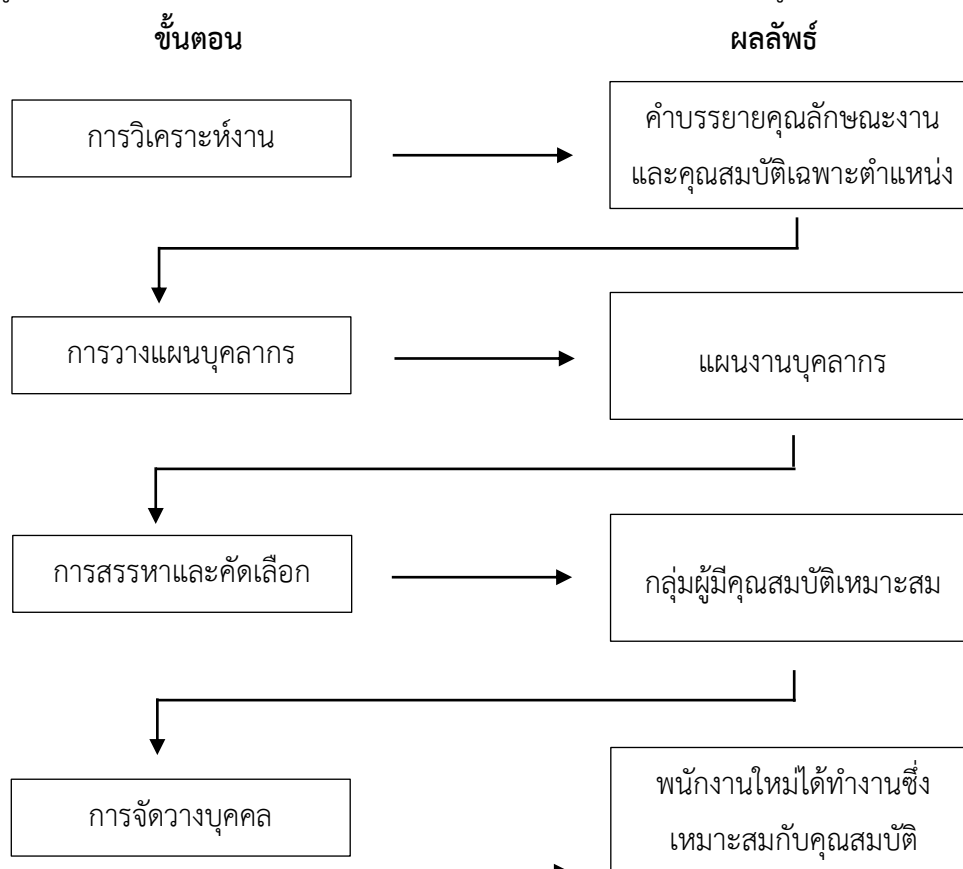 ขั้นตอน
ผลลัพธ์
การวิเคราะห์งาน
คำบรรยายคุณลักษณะงาน
และคุณสมบัติเฉพาะตำแหน่ง
การวางแผนบุคลากร
แผนงานบุคลากร
การสรรหาและคัดเลือก
กลุ่มผู้มีคุณสมบัติเหมาะสม
การจัดวางบุคคล
พนักงานใหม่ได้ทำงานซึ่ง
เหมาะสมกับคุณสมบัติ